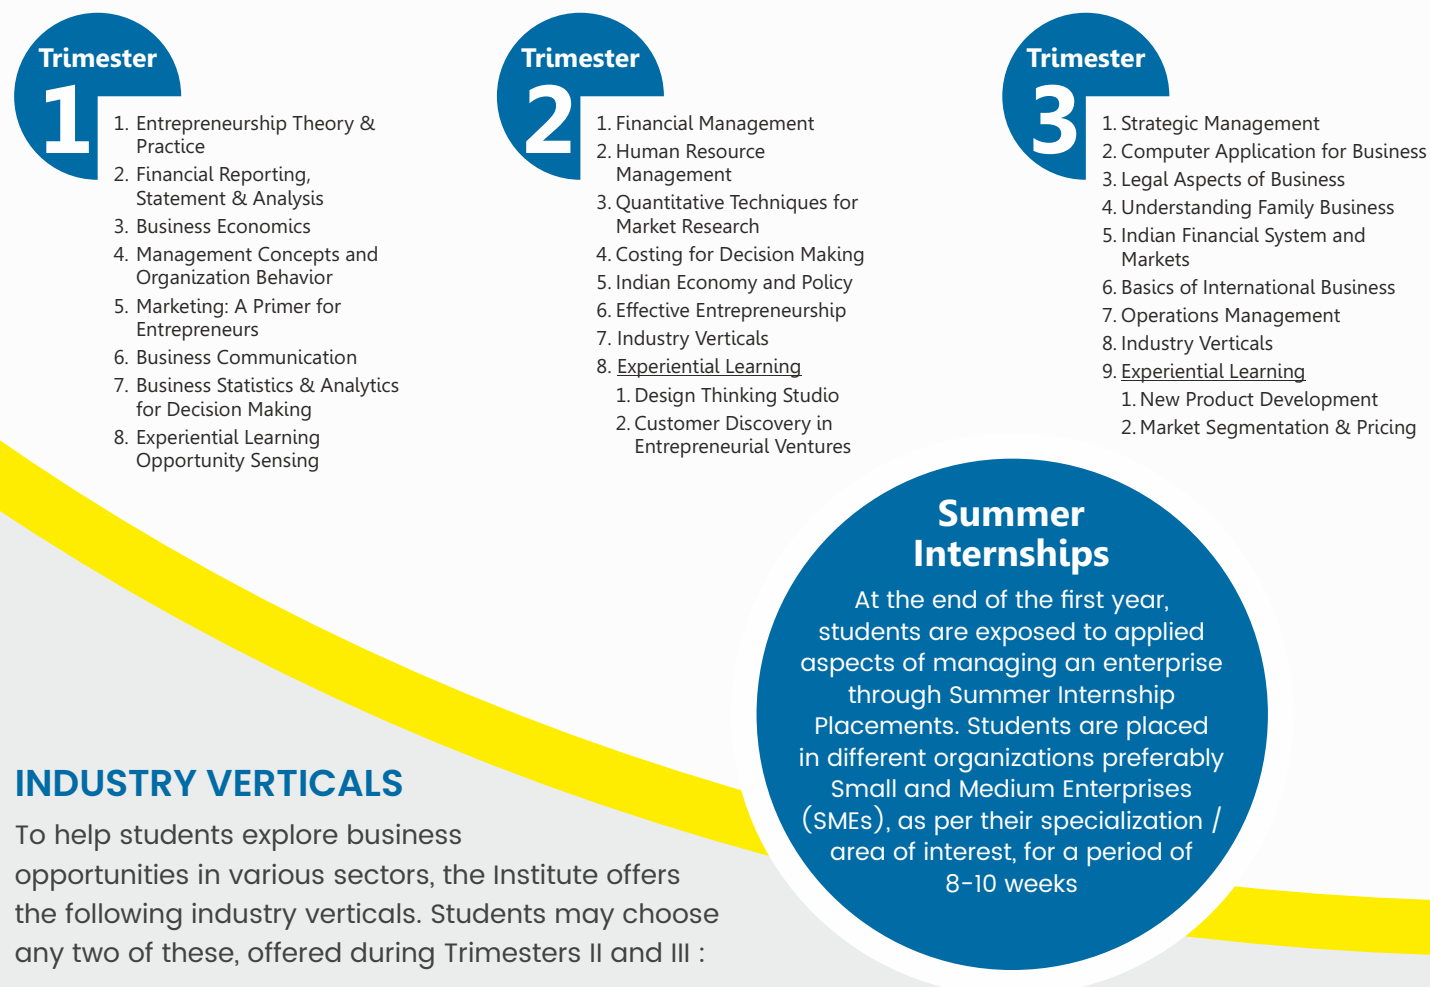 Trimester
1
1. Entrepreneurship Theory &
Practice
2. Financial Reporting,
Statement & Analysis
3. Business Economics
4. Management Concepts and
Organization Behavior
5. Marketing: A Primer for
Entrepreneurs
6. Business Communication
7. Business Statistics & Analytics
for Decision Making
8. Experiential Learning
Opportunity Sensing
Trimester
2
1. Financial Management
2. Human Resource
Management
3. Quantitative Techniques for
Market Research
4. Costing for Decision Making
5. Indian Economy and Policy
6. Effective Entrepreneurship
7. Industry Verticals
8. Experiential Learning
1. Design Thinking Studio
2. Customer Discovery in
Entrepreneurial Ventures
Trimester
3
1. Strategic Management
2. Computer Application for Business
3. Legal Aspects of Business
4. Understanding Family Business
5. Indian Financial System and
Markets
6. Basics of International Business
7. Operations Management
8. Industry Verticals
9. Experiential Learning
1. New Product Development
2. Market Segmentation & Pricing
Summer
Internships
At the end of the first year,
students are exposed to applied
aspects of managing an enterprise
through Summer Internship
Placements. Students are placed
in different organizations preferably
Small and Medium Enterprises
(SMEs), as per their specialization /
area of interest, for a period of
8-10 weeks
INDUSTRY VERTICALS
To help students explore business
opportunities in various sectors, the Institute offers
the following industry verticals. Students may choose
any two of these, offered during Trimesters II and III :